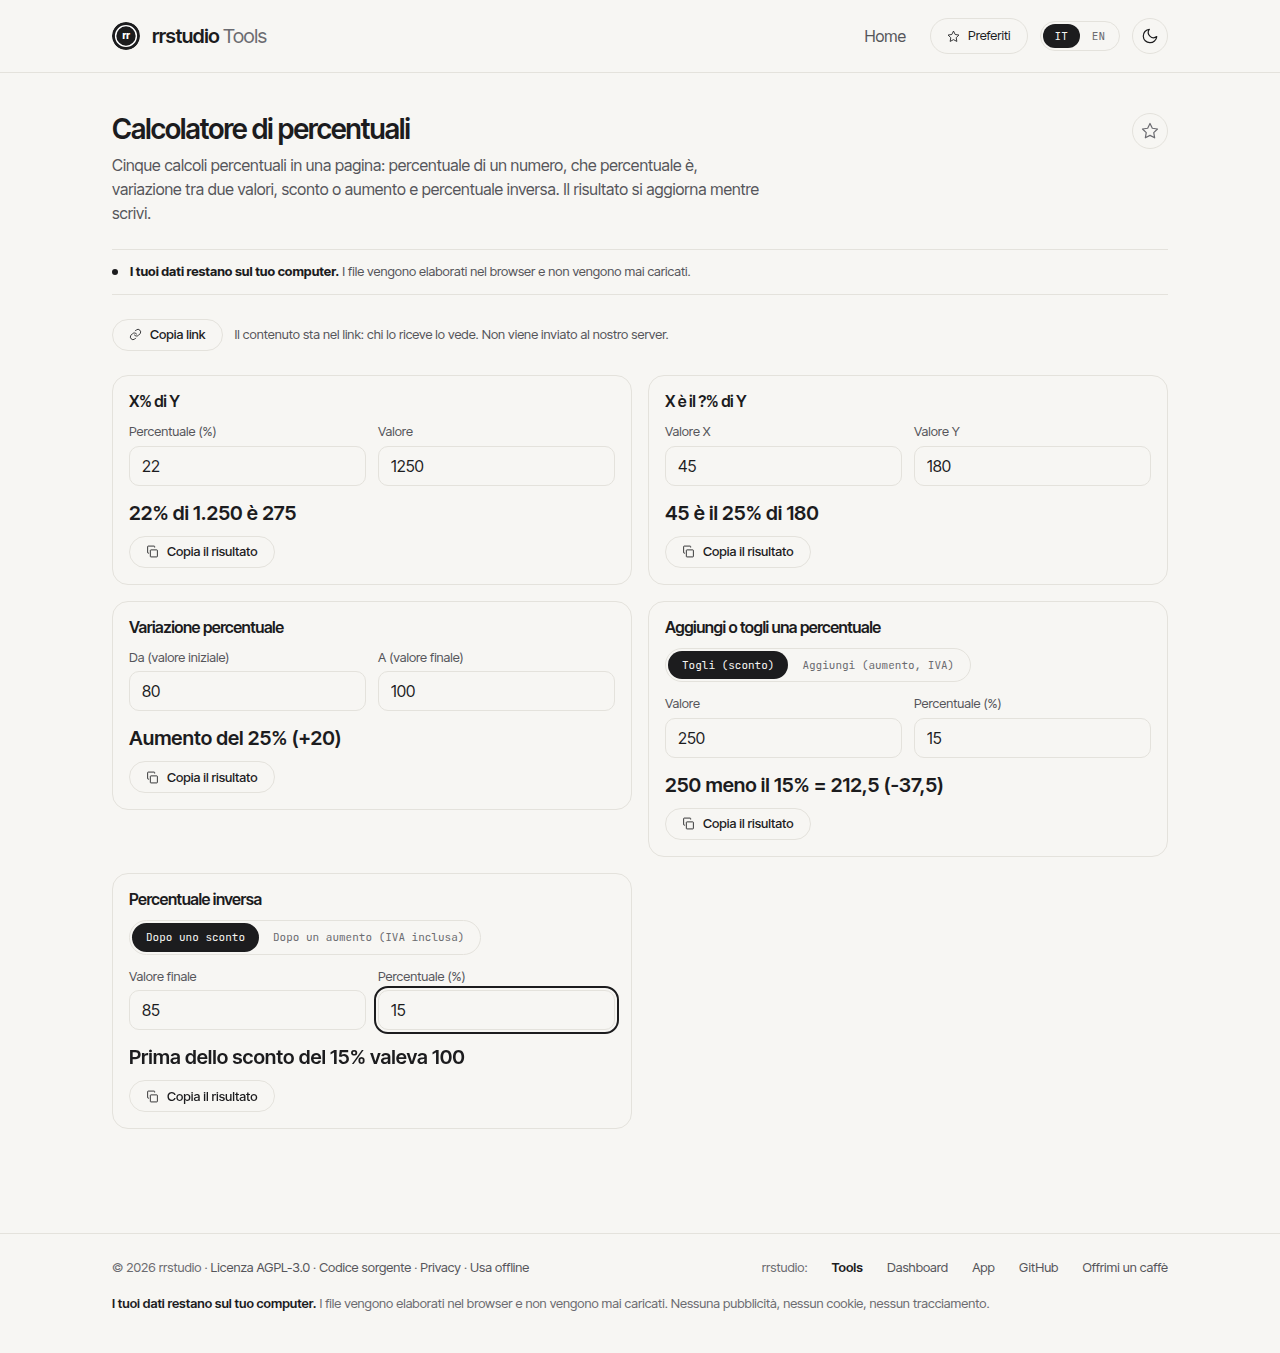 rr rrstudio Tools
Home
Preferiti
IT EN
Calcolatore di percentuali
Cinque calcoli percentuali in una pagina: percentuale di un numero, che percentuale è,
variazione tra due valori, sconto o aumento e percentuale inversa. Il risultato si aggiorna mentre
scrivi.
I tuoi dati restano sul tuo computer. I file vengono elaborati nel browser e non vengono mai caricati.
Copia link
Il contenuto sta nel link: chi lo riceve lo vede. Non viene inviato al nostro server.
X% di Y
Percentuale (%) Valore
22 1250
22% di 1.250 è 275
Copia il risultato
X è il ?% di Y
Valore X Valore Y
45 180
45 è il 25% di 180
Copia il risultato
Variazione percentuale
Da (valore iniziale) A (valore finale)
80 100
Aumento del 25% (+20)
Copia il risultato
Aggiungi o togli una percentuale
Togli (sconto) Aggiungi (aumento, IVA)
Valore Percentuale (%)
250 15
250 meno il 15% = 212,5 (-37,5)
Copia il risultato
Percentuale inversa
Dopo uno sconto Dopo un aumento (IVA inclusa)
Valore finale Percentuale (%)
85 15
Prima dello sconto del 15% valeva 100
Copia il risultato
© 2026 rrstudio · Licenza AGPL-3.0 · Codice sorgente · Privacy · Usa offline
rrstudio: Tools Dashboard App GitHub Offrimi un caffè
I tuoi dati restano sul tuo computer. I file vengono elaborati nel browser e non vengono mai caricati. Nessuna pubblicità, nessun cookie, nessun tracciamento.